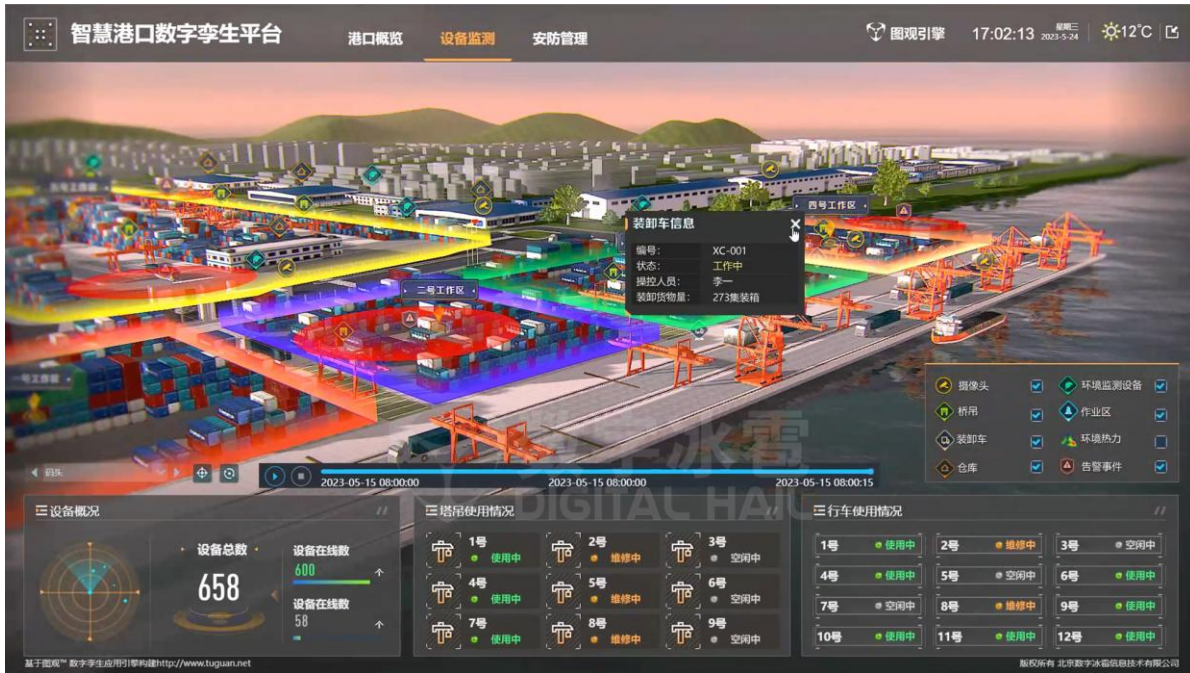 智慧港口数字孪生平台
港口概览
设备监测
安防管理
图观引擎
17:02:13
星期三
2023-5-24
12°C
四号工作区
装卸车信息
编号: XC-001
状态: 工作中
操控人员: 李一
装卸货物量: 273集装箱
二号工作区
一号工作区
摄像头
环境监测设备
桥吊
作业区
装卸车
环境热力
仓库
告警事件
码头
2023-05-15 08:00:00
2023-05-15 08:00:00
2023-05-15 08:00:15
数字冰雹
DIGITAL HAIL
设备概况
设备总数
658
设备在线数
600
设备在线数
58
塔吊使用情况
1号 使用中
2号 维修中
3号 空闲中
4号 使用中
5号 维修中
6号 空闲中
7号 使用中
8号 维修中
9号 空闲中
行车使用情况
1号 使用中
2号 维修中
3号 空闲中
4号 使用中
5号 空闲中
6号 使用中
7号 空闲中
8号 维修中
9号 使用中
10号 使用中
11号 使用中
12号 使用中
基于图观™ 数字孪生应用引擎构建http://www.tuguan.net
版权所有 北京数字冰雹信息技术有限公司